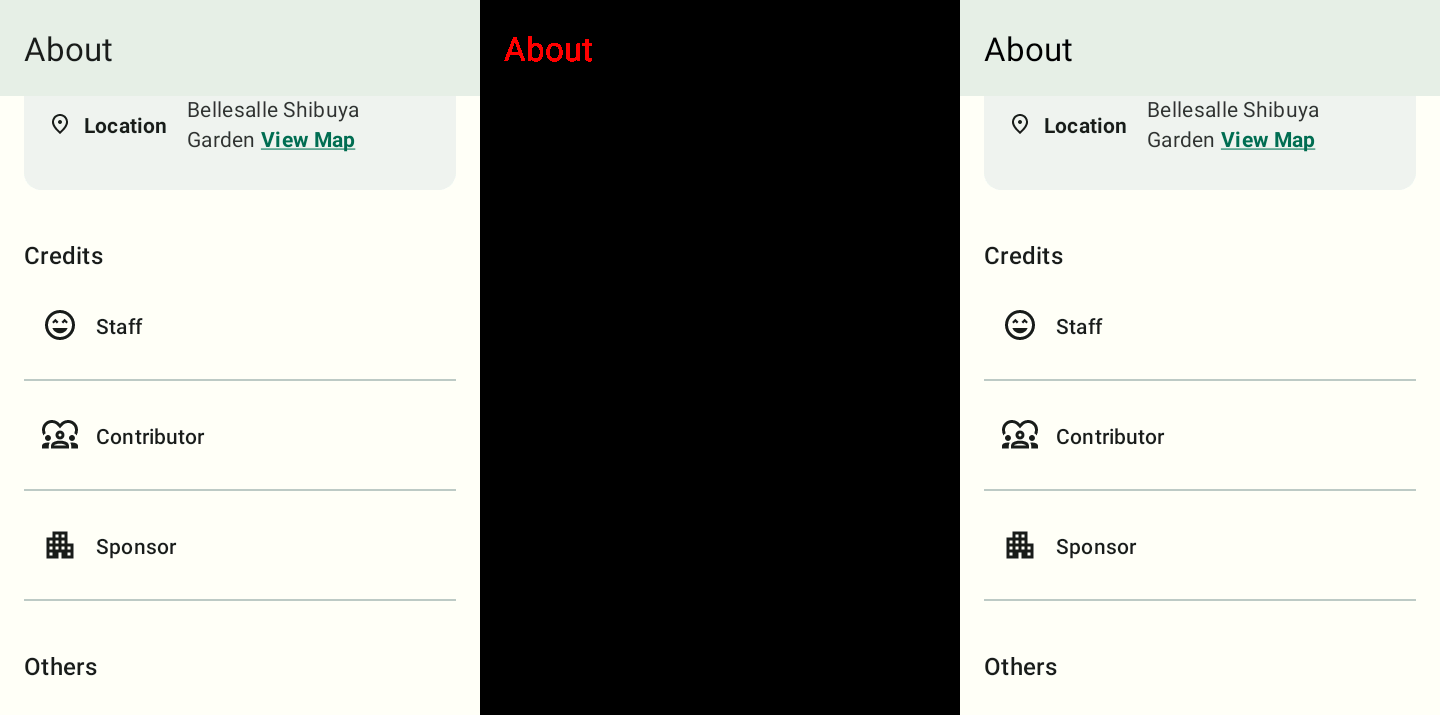 About
Location
Bellesalle Shibuya
Garden View Map
Credits
Staff
Contributor
Sponsor
Others
About
About
Location
Bellesalle Shibuya
Garden View Map
Credits
Staff
Contributor
Sponsor
Others